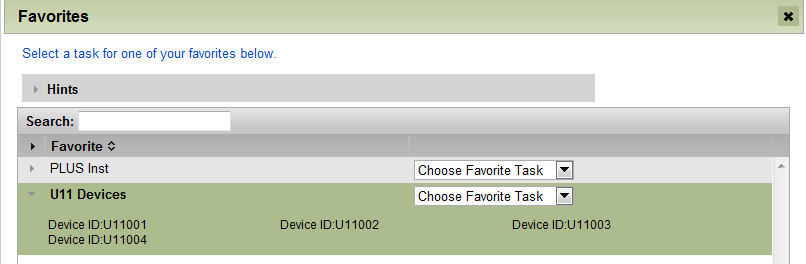 Favorites
Select a task for one of your favorites below.
Hints
Search:
Favorite
PLUS Inst Choose Favorite Task
U11 Devices Choose Favorite Task
Device ID:U11001 Device ID:U11002 Device ID:U11003
Device ID:U11004